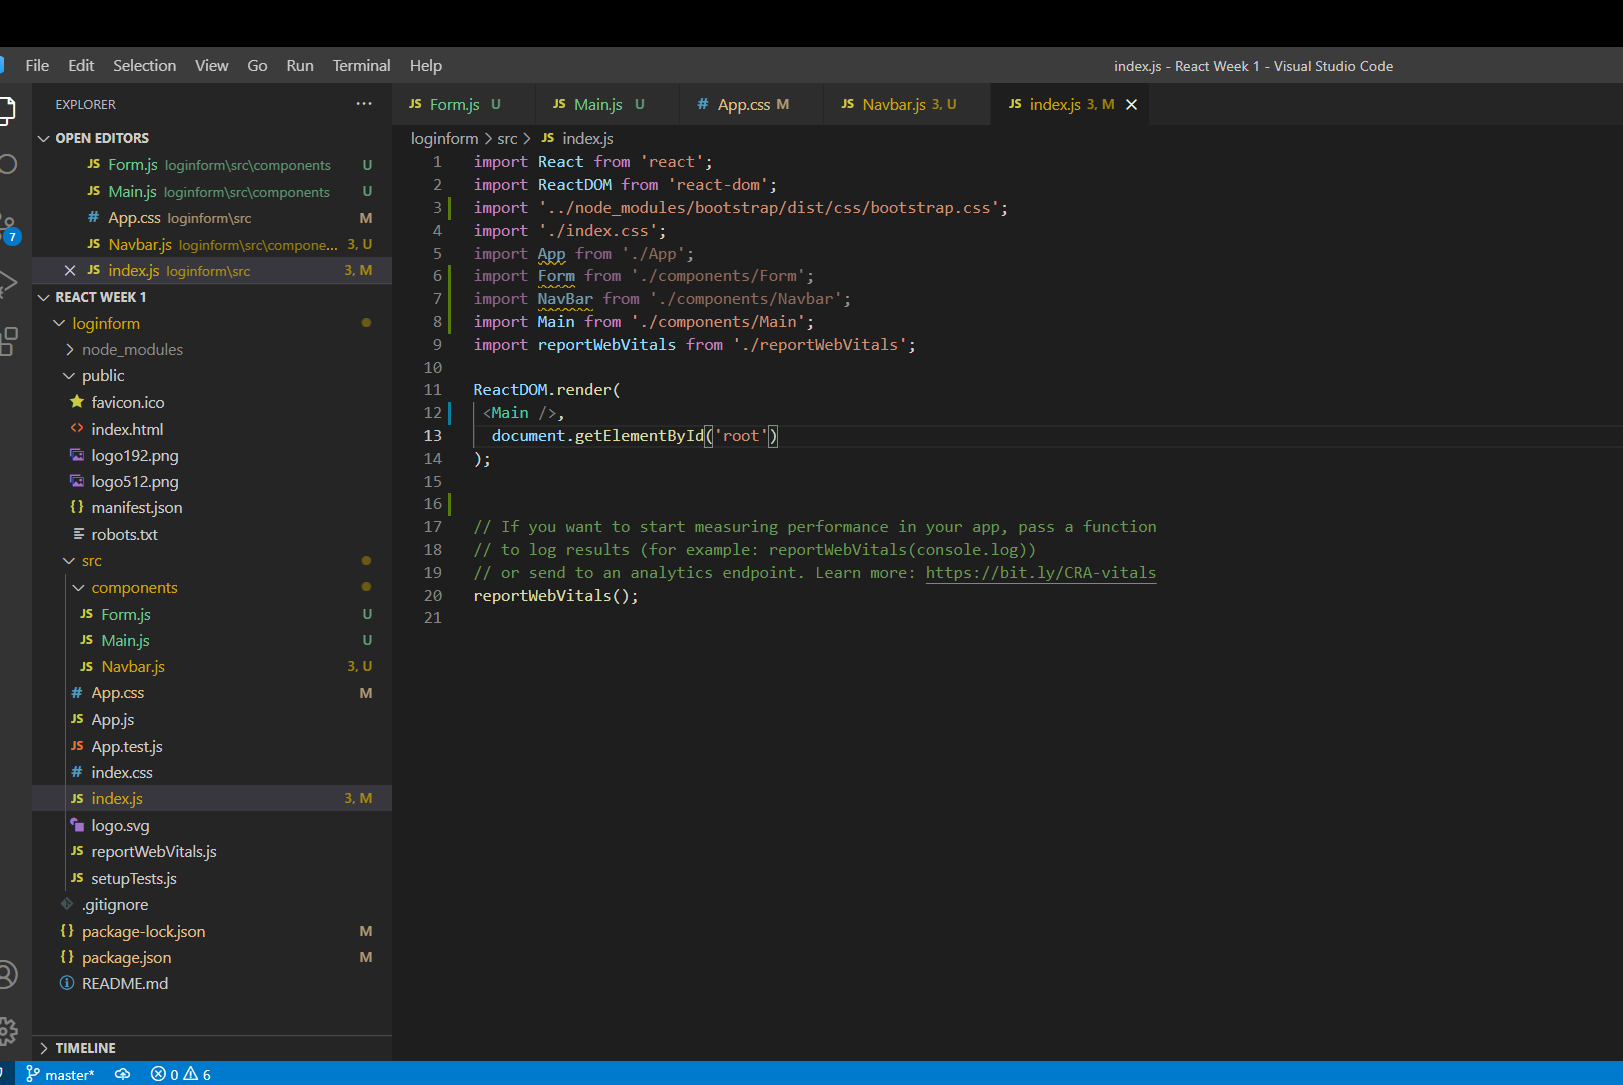 File Edit Selection View Go Run Terminal Help
index.js - React Week 1 - Visual Studio Code
EXPLORER ...
OPEN EDITORS
JS Form.js loginform\src\components U
JS Main.js loginform\src\components U
# App.css loginform\src M
JS Navbar.js loginform\src\compone... 3, U
JS index.js loginform\src 3, M
REACT WEEK 1
loginform
node_modules
public
favicon.ico
<> index.html
logo192.png
logo512.png
{} manifest.json
robots.txt
src
components
JS Form.js U
JS Main.js U
JS Navbar.js 3, U
# App.css M
JS App.js
JS App.test.js
# index.css
JS index.js 3, M
logo.svg
JS reportWebVitals.js
JS setupTests.js
.gitignore
{} package-lock.json M
{} package.json M
README.md
TIMELINE
7
JS Form.js U JS Main.js U # App.css M JS Navbar.js 3, U JS index.js 3, M
loginform > src > JS index.js
1 import React from 'react';
2 import ReactDOM from 'react-dom';
3 import '../node_modules/bootstrap/dist/css/bootstrap.css';
4 import './index.css';
5 import App from './App';
6 import Form from './components/Form';
7 import NavBar from './components/Navbar';
8 import Main from './components/Main';
9 import reportWebVitals from './reportWebVitals';
10
11 ReactDOM.render(
12 <Main />,
13 document.getElementById('root')
14 );
15
16
17 // If you want to start measuring performance in your app, pass a function
18 // to log results (for example: reportWebVitals(console.log))
19 // or send to an analytics endpoint. Learn more: https://bit.ly/CRA-vitals
20 reportWebVitals();
21
master* 0 6